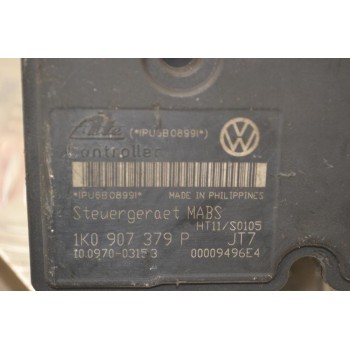 ATE (*IPU6B0899I*)
Controller
*IPU6B0899I* MADE IN PHILIPPINES
Steuergeraet MABS
HT11/S0105
1K0 907 379 P JT7
10.0970-0315.3 00009496E4